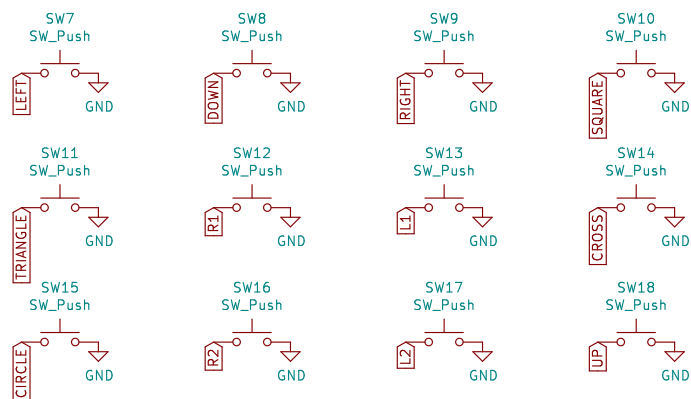 SW7
SW_Push
LEFT
GND
SW8
SW_Push
DOWN
GND
SW9
SW_Push
RIGHT
GND
SW10
SW_Push
SQUARE
GND
SW11
SW_Push
TRIANGLE
GND
SW12
SW_Push
R1
GND
SW13
SW_Push
L1
GND
SW14
SW_Push
CROSS
GND
SW15
SW_Push
CIRCLE
GND
SW16
SW_Push
R2
GND
SW17
SW_Push
L2
GND
SW18
SW_Push
UP
GND